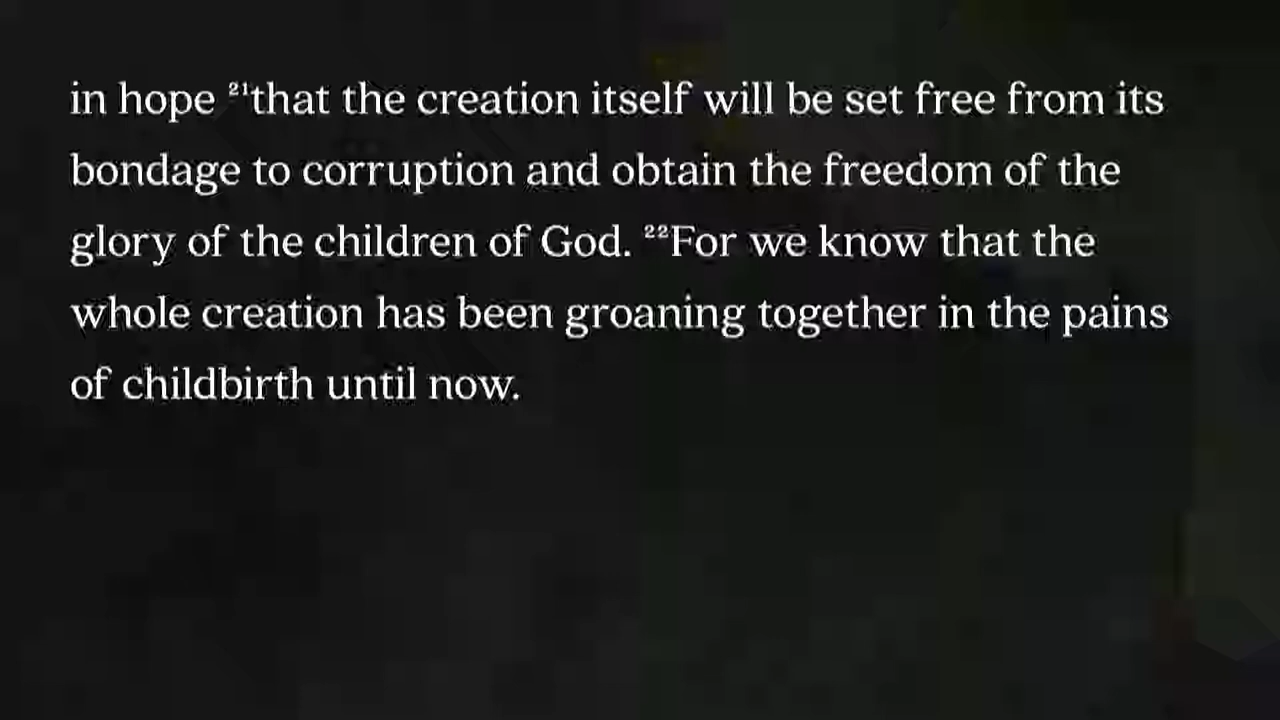 in hope ²¹that the creation itself will be set free from its
bondage to corruption and obtain the freedom of the
glory of the children of God. ²²For we know that the
whole creation has been groaning together in the pains
of childbirth until now.